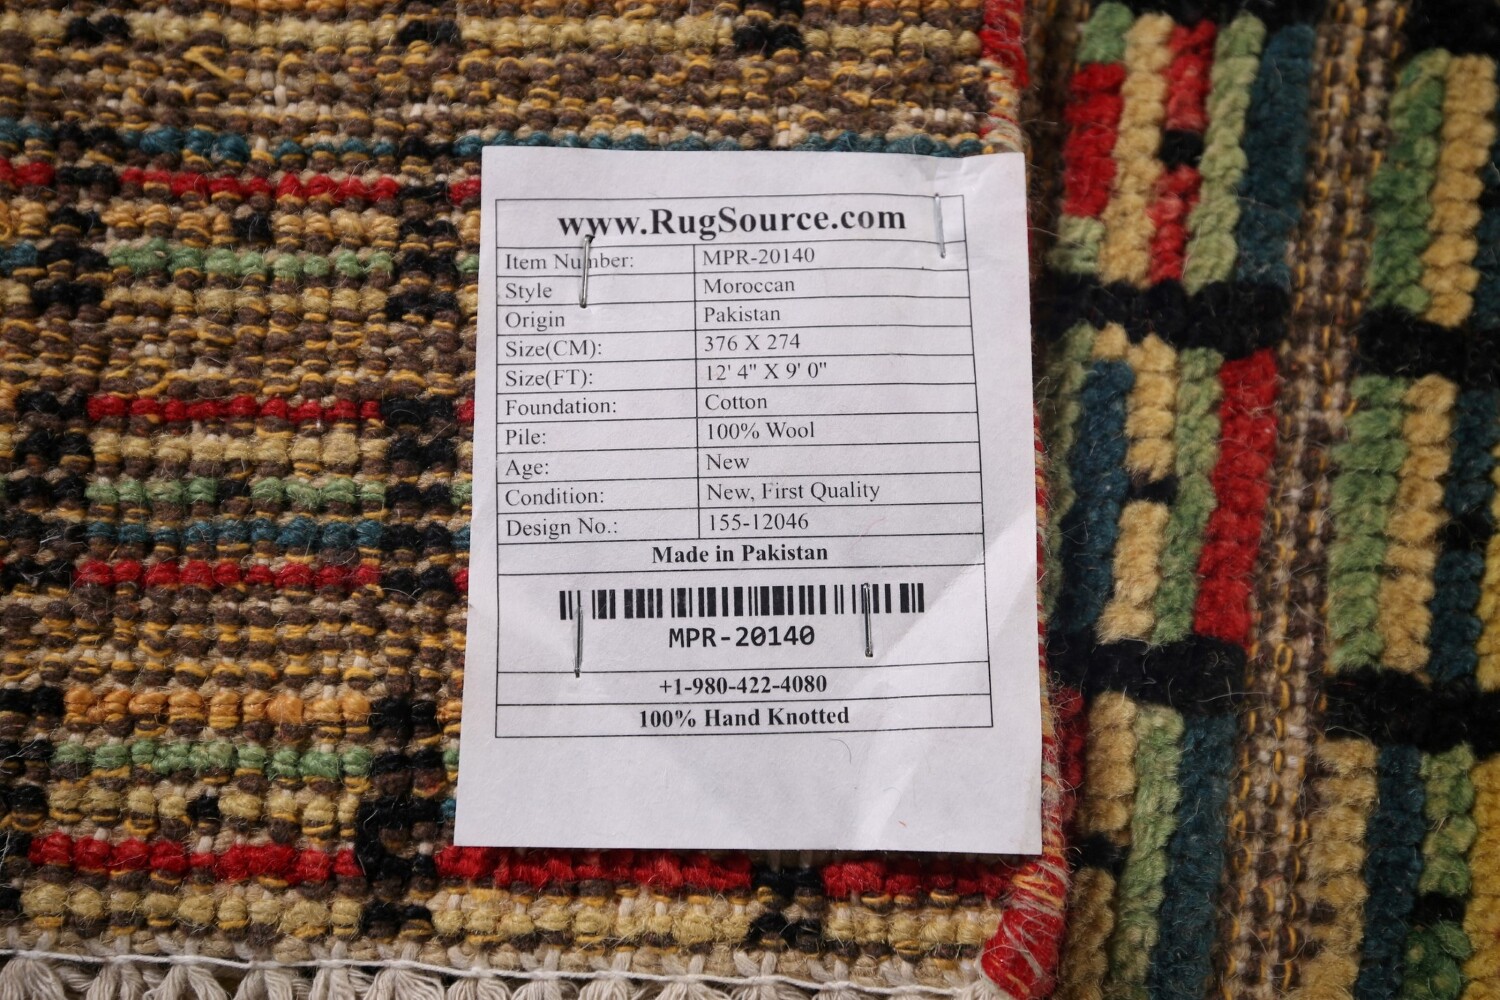 www.RugSource.com
Item Number: MPR-20140
Style Moroccan
Origin Pakistan
Size(CM): 376 X 274
Size(FT): 12' 4" X 9' 0"
Foundation: Cotton
Pile: 100% Wool
Age: New
Condition: New, First Quality
Design No.: 155-12046
Made in Pakistan
MPR-20140
+1-980-422-4080
100% Hand Knotted